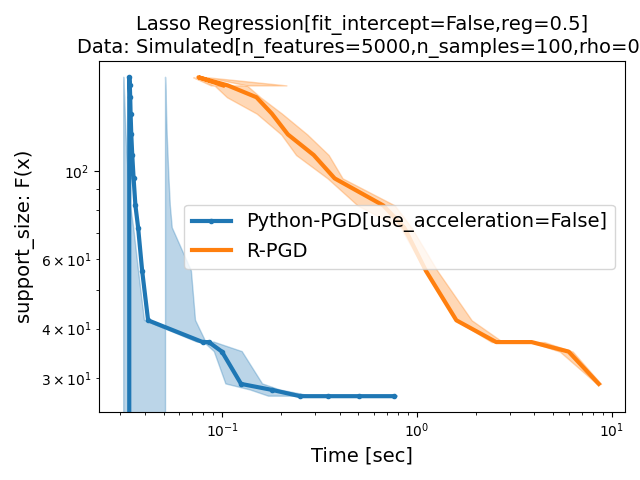 Lasso Regression[fit_intercept=False,reg=0.5]
Data: Simulated[n_features=5000,n_samples=100,rho=0
support_size: F(x)
10²
6 × 10¹
4 × 10¹
3 × 10¹
Python-PGD[use_acceleration=False]
R-PGD
10⁻¹
10⁰
10¹
Time [sec]